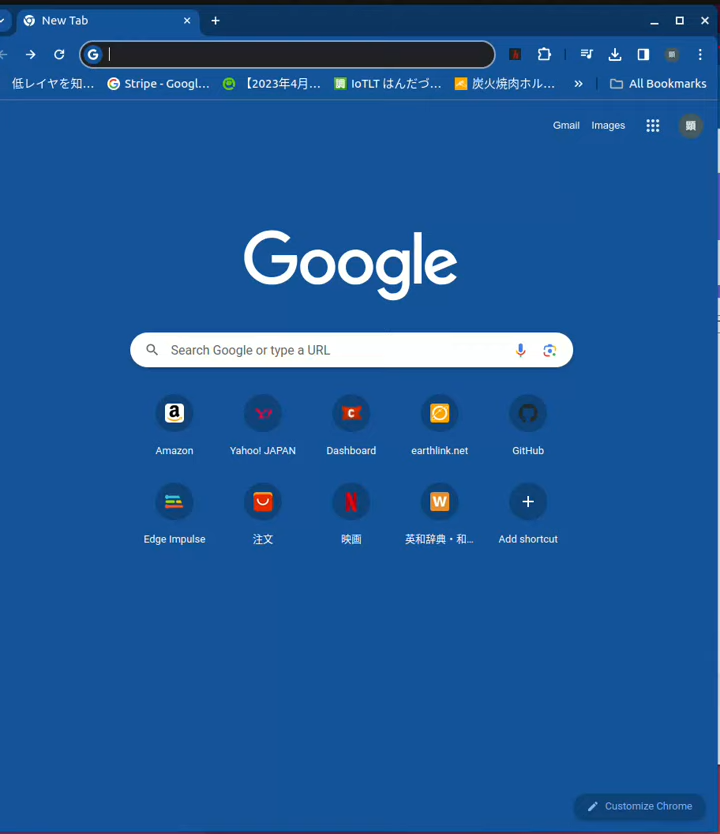 New Tab
低レイヤを知... Stripe - Googl... 【2023年4月... IoTLT はんだづ... 炭火焼肉ホル... » All Bookmarks
Gmail Images 顕
Google
Search Google or type a URL
Amazon Yahoo! JAPAN Dashboard earthlink.net GitHub
Edge Impulse 注文 映画 英和辞典・和... Add shortcut
Customize Chrome